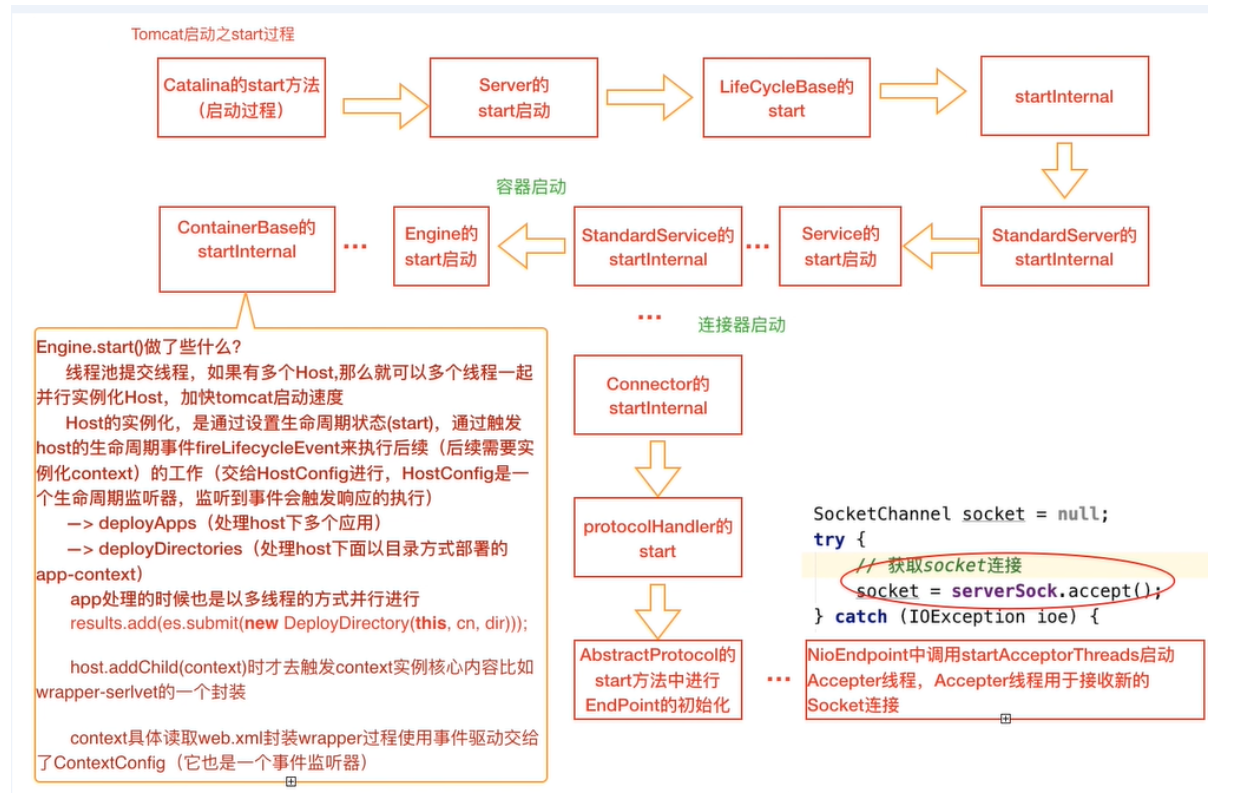 Tomcat启动之start过程
Catalina的start方法
（启动过程）
Server的
start启动
LifeCycleBase的
start
startInternal
容器启动
ContainerBase的
startInternal
...
Engine的
start启动
StandardService的
startInternal
...
Service的
start启动
StandardServer的
startInternal
...
连接器启动
Engine.start()做了些什么?
线程池提交线程，如果有多个Host,那么就可以多个线程一起
并行实例化Host，加快tomcat启动速度
Host的实例化，是通过设置生命周期状态(start)，通过触发
host的生命周期事件fireLifecycleEvent来执行后续（后续需要实
例化context）的工作（交给HostConfig进行，HostConfig是一
个生命周期监听器，监听到事件会触发响应的执行）
—> deployApps（处理host下多个应用）
—> deployDirectories（处理host下面以目录方式部署的
app-context）
app处理的时候也是以多线程的方式并行进行
results.add(es.submit(new DeployDirectory(this, cn, dir)));
host.addChild(context)时才去触发context实例核心内容比如
wrapper-serlvet的一个封装
context具体读取web.xml封装wrapper过程使用事件驱动交给
了ContextConfig（它也是一个事件监听器）
Connector的
startInternal
protocolHandler的
start
AbstractProtocol的
start方法中进行
EndPoint的初始化
...
SocketChannel socket = null;
try {
// 获取socket连接
socket = serverSock.accept();
} catch (IOException ioe) {
NioEndpoint中调用startAcceptorThreads启动
Accepter线程，Accepter线程用于接收新的
Socket连接